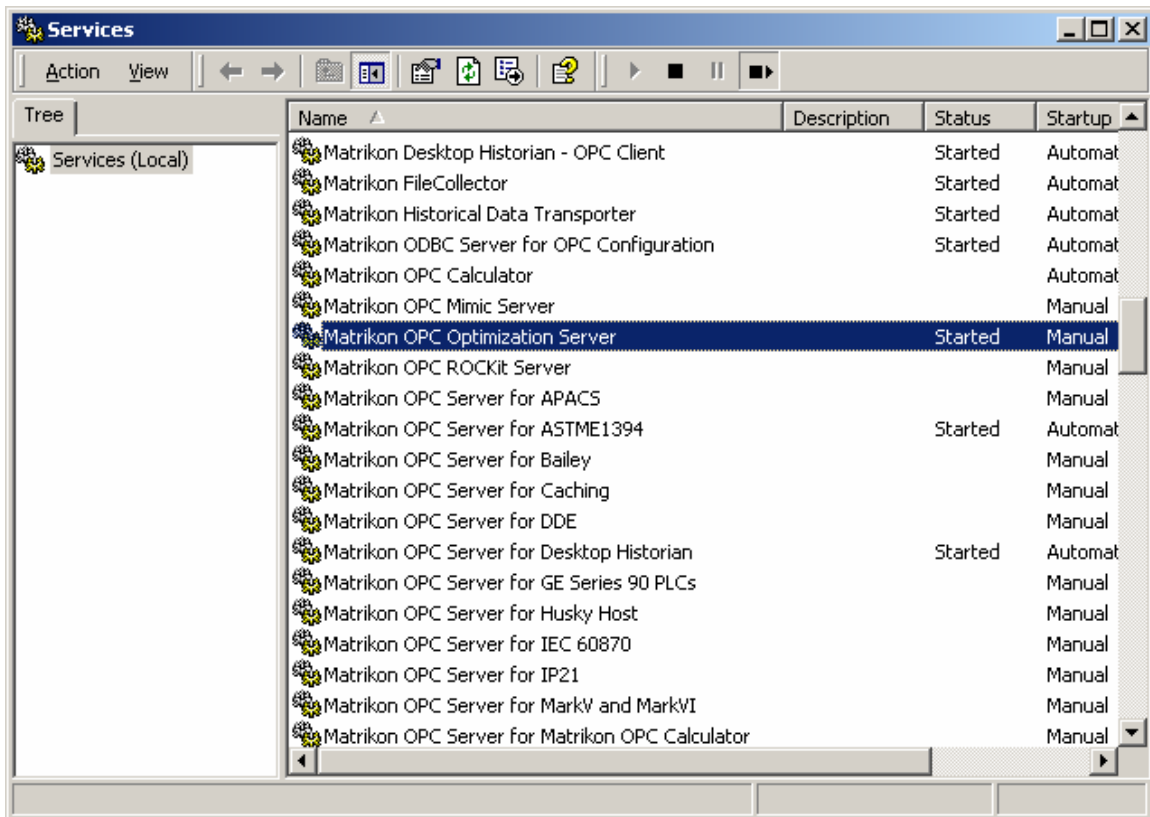 Services
Action View
Tree
Services (Local)
Name Description Status Startup
Matrikon Desktop Historian - OPC Client Started Automat
Matrikon FileCollector Started Automat
Matrikon Historical Data Transporter Started Automat
Matrikon ODBC Server for OPC Configuration Started Automat
Matrikon OPC Calculator Automat
Matrikon OPC Mimic Server Manual
Matrikon OPC Optimization Server Started Manual
Matrikon OPC ROCKit Server Manual
Matrikon OPC Server for APACS Manual
Matrikon OPC Server for ASTME1394 Started Automat
Matrikon OPC Server for Bailey Manual
Matrikon OPC Server for Caching Manual
Matrikon OPC Server for DDE Manual
Matrikon OPC Server for Desktop Historian Started Automat
Matrikon OPC Server for GE Series 90 PLCs Manual
Matrikon OPC Server for Husky Host Manual
Matrikon OPC Server for IEC 60870 Manual
Matrikon OPC Server for IP21 Manual
Matrikon OPC Server for MarkV and MarkVI Manual
Matrikon OPC Server for Matrikon OPC Calculator Manual